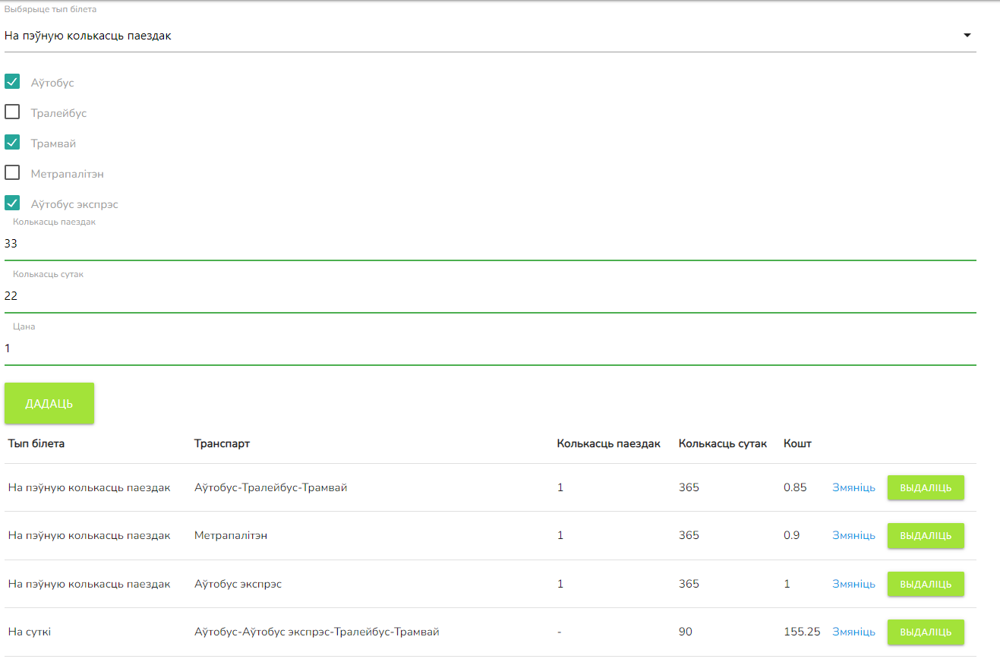 Выбярыце тып білета
На пэўную колькасць паездак
Аўтобус
Тралейбус
Трамвай
Метрапалітэн
Аўтобус экспрэс
Колькасць паездак
33
Колькасць сутак
22
Цана
1
ДАДАЦЬ
Тып білета Транспарт Колькасць паездак Колькасць сутак Кошт
На пэўную колькасць паездак Аўтобус-Тралейбус-Трамвай 1 365 0.85 Змяніць ВЫДАЛІЦЬ
На пэўную колькасць паездак Метрапалітэн 1 365 0.9 Змяніць ВЫДАЛІЦЬ
На пэўную колькасць паездак Аўтобус экспрэс 1 365 1 Змяніць ВЫДАЛІЦЬ
На суткі Аўтобус-Аўтобус экспрэс-Тралейбус-Трамвай - 90 155.25 Змяніць ВЫДАЛІЦЬ